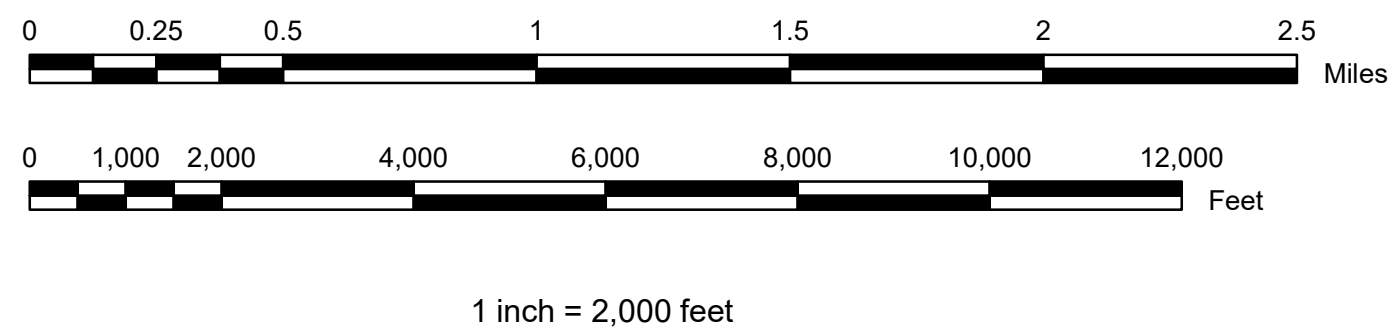 0 0.25 0.5 1 1.5 2 2.5
Miles
0 1,000 2,000 4,000 6,000 8,000 10,000 12,000
Feet
1 inch = 2,000 feet